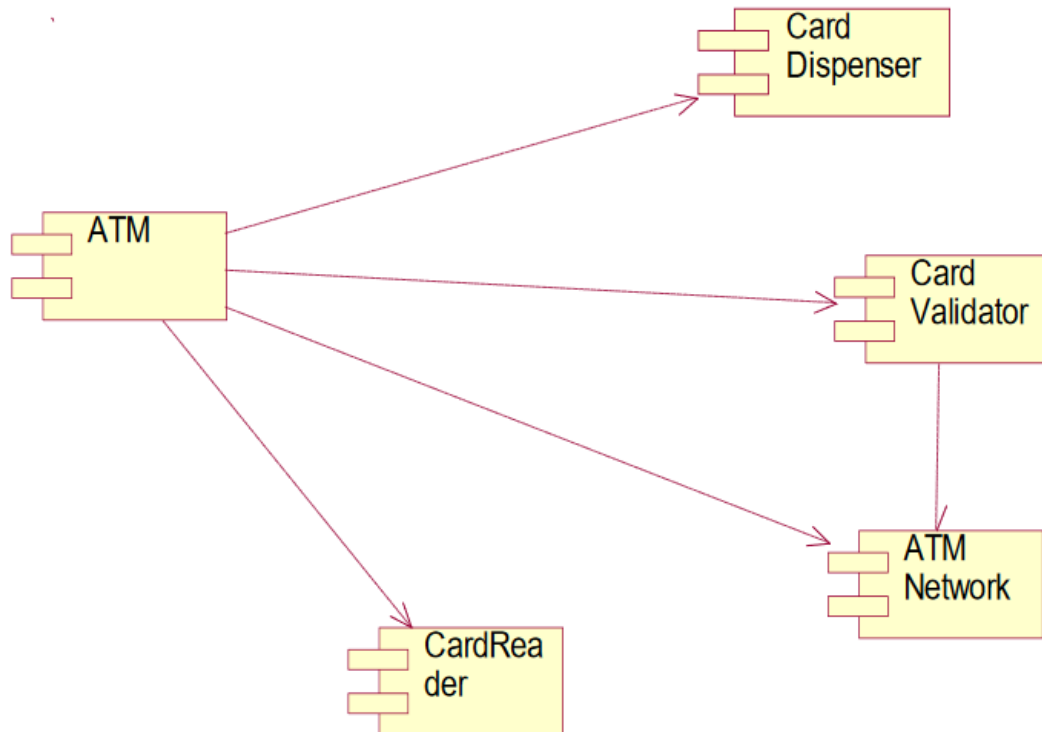 Card
Dispenser
ATM
Card
Validator
ATM
Network
CardRea
der